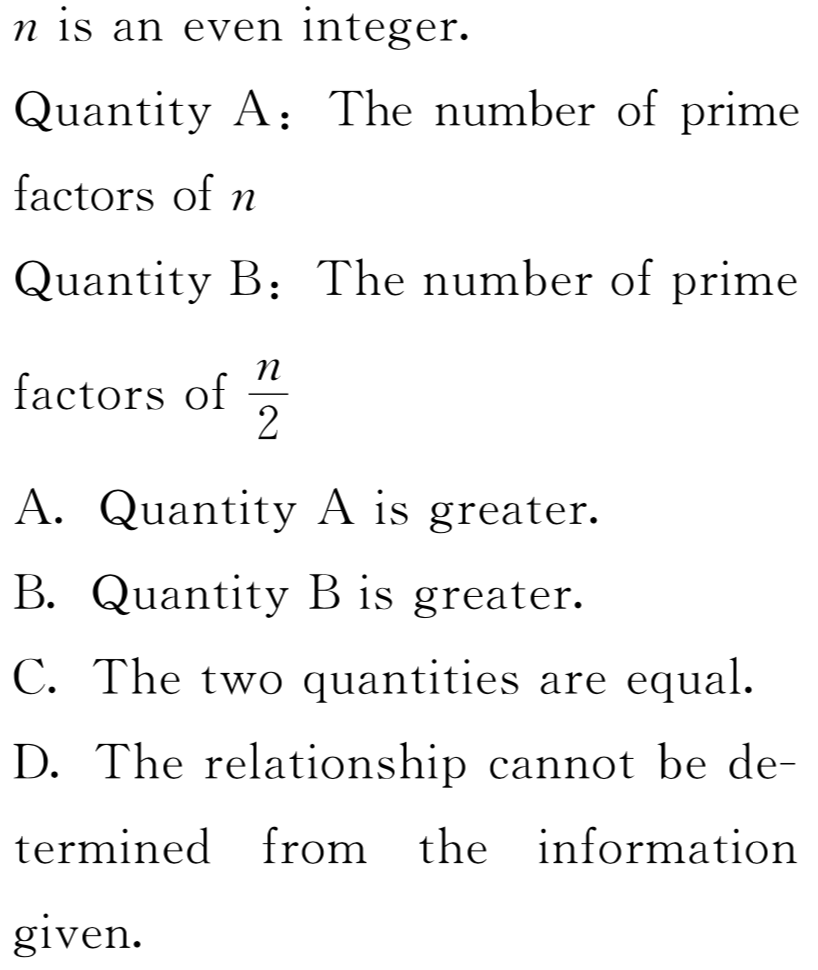 n is an even integer.
Quantity A: The number of prime
factors of n
Quantity B: The number of prime
factors of \frac{n}{2}
A. Quantity A is greater.
B. Quantity B is greater.
C. The two quantities are equal.
D. The relationship cannot be de-
termined from the information
given.